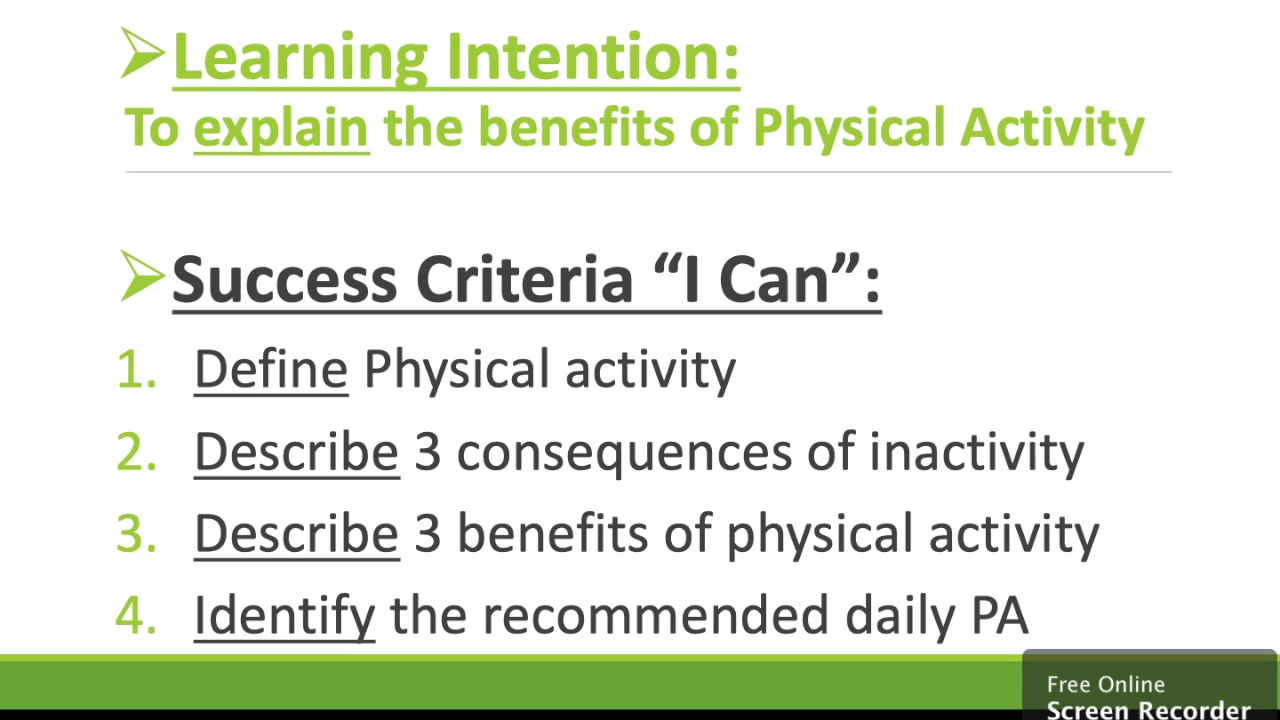 ➢Learning Intention:
To explain the benefits of Physical Activity
➢Success Criteria “I Can”:
1. Define Physical activity
2. Describe 3 consequences of inactivity
3. Describe 3 benefits of physical activity
4. Identify the recommended daily PA
Free Online
Screen Recorder